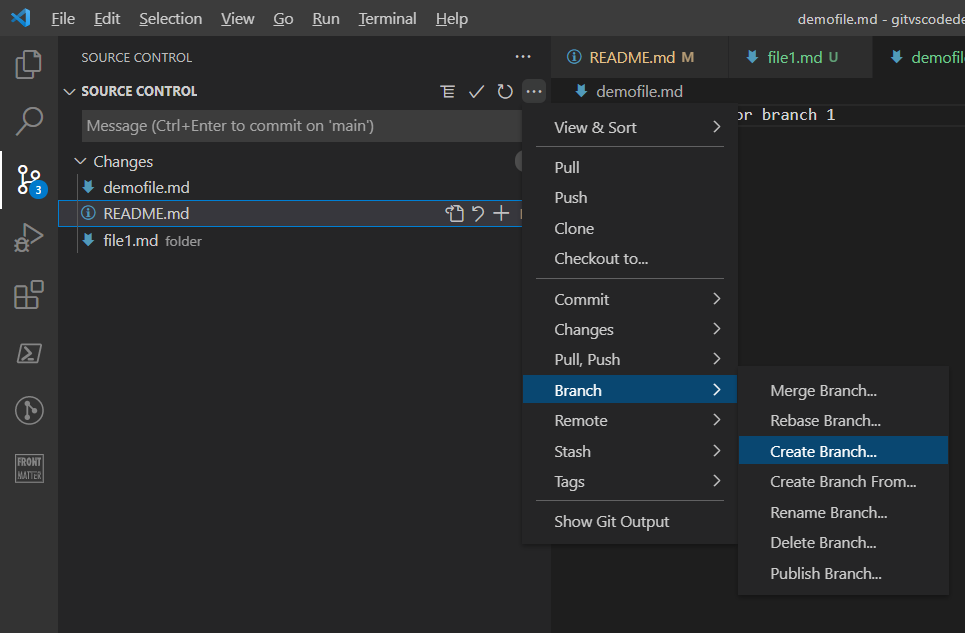 File Edit Selection View Go Run Terminal Help
demofile.md - gitvscodede
SOURCE CONTROL
README.md M
file1.md U
demofil
SOURCE CONTROL
demofile.md
Message (Ctrl+Enter to commit on 'main')
or branch 1
Changes
demofile.md
README.md
file1.md folder
3
FRONT
MATTER
View & Sort
Pull
Push
Clone
Checkout to...
Commit
Changes
Pull, Push
Branch
Remote
Stash
Tags
Show Git Output
Merge Branch...
Rebase Branch...
Create Branch...
Create Branch From...
Rename Branch...
Delete Branch...
Publish Branch...